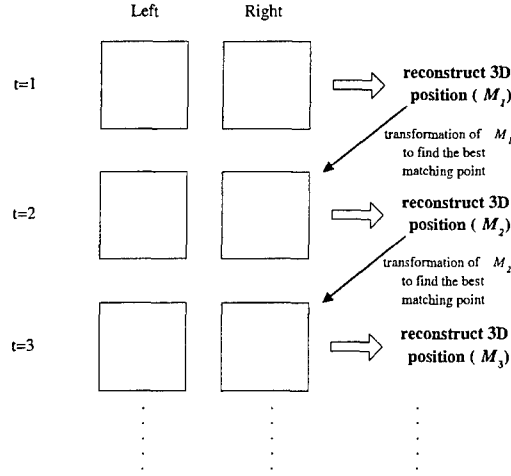 Left Right
t=1
reconstruct 3D
position ( M1)
transformation of M1
to find the best
matching point
t=2
reconstruct 3D
position ( M2)
transformation of M2
to find the best
matching point
t=3
reconstruct 3D
position ( M3)